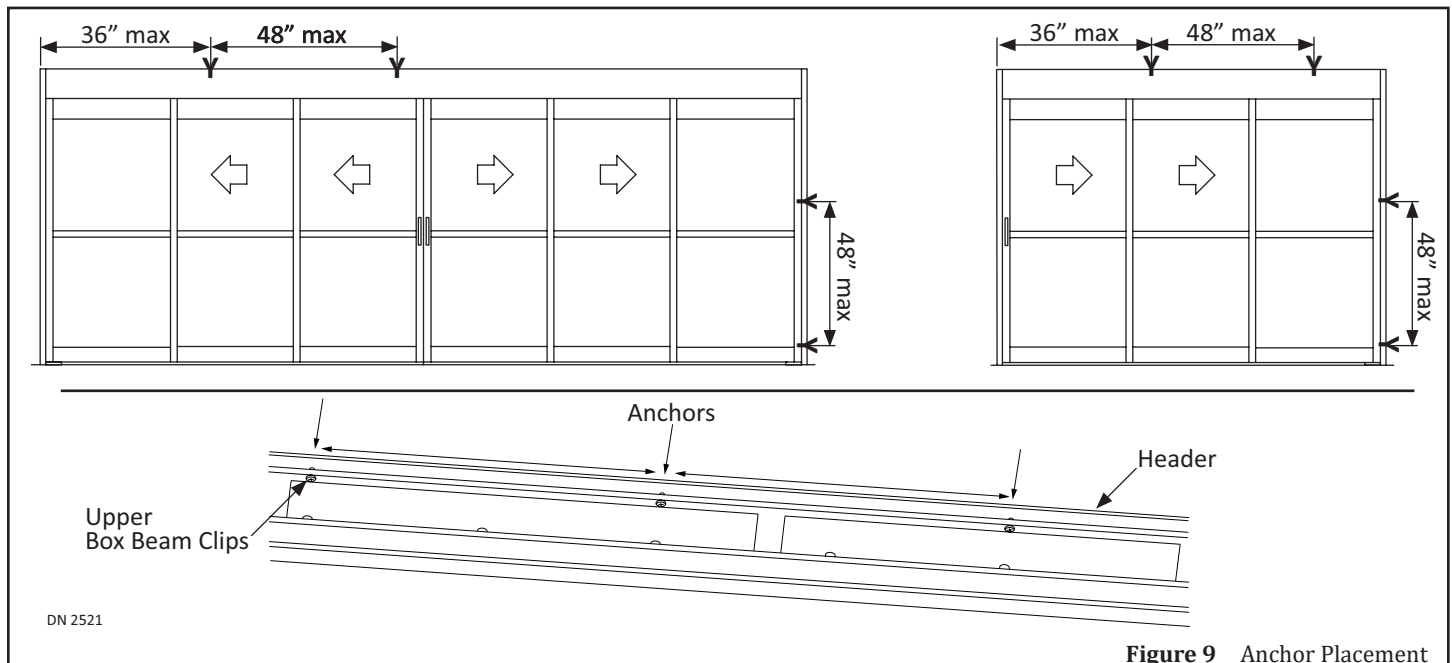 36” max
48” max
36” max
48” max
48” max
48” max
Anchors
Header
Upper
Box Beam Clips
DN 2521
Figure 9 Anchor Placement